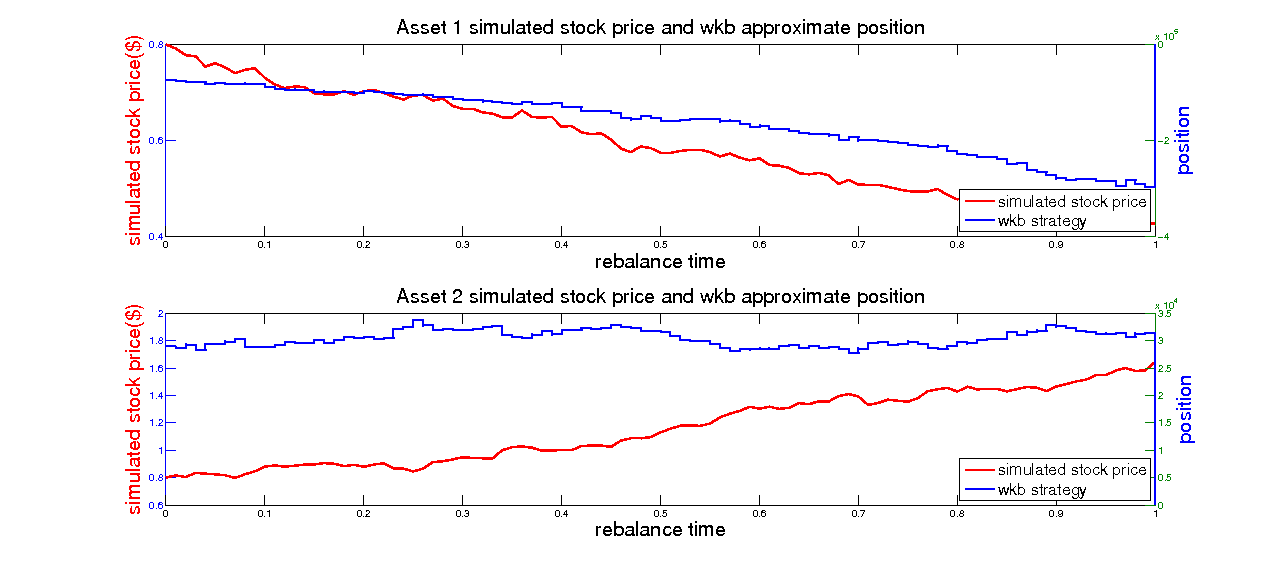 Asset 1 simulated stock price and wkb approximate position
x 10^5
simulated stock price($)
0.8
0.6
0.4
0
-2
-4
position
simulated stock price
wkb strategy
0 0.1 0.2 0.3 0.4 0.5 0.6 0.7 0.8 0.9 1
rebalance time
Asset 2 simulated stock price and wkb approximate position
x 10^4
simulated stock price($)
2
1.8
1.6
1.4
1.2
1
0.8
0.6
3.5
3
2.5
2
1.5
1
0.5
0
position
simulated stock price
wkb strategy
0 0.1 0.2 0.3 0.4 0.5 0.6 0.7 0.8 0.9 1
rebalance time